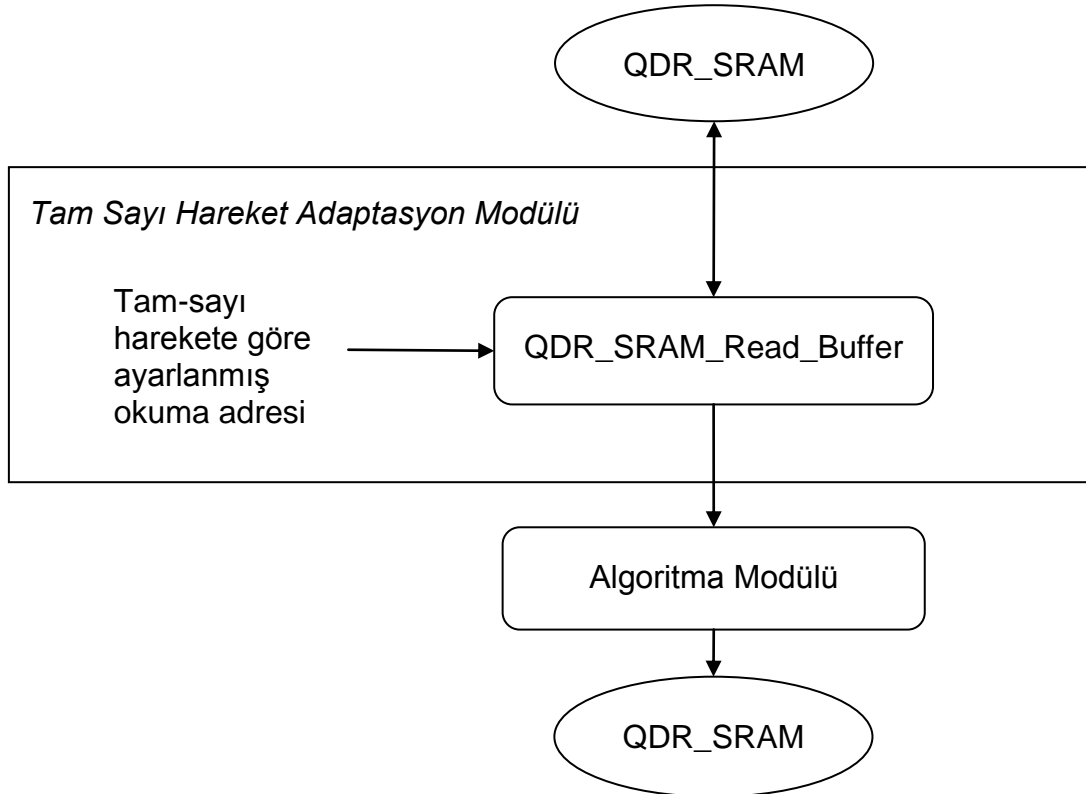 QDR_SRAM
Tam Sayı Hareket Adaptasyon Modülü
Tam-sayı
harekete göre
ayarlanmış
okuma adresi
QDR_SRAM_Read_Buffer
Algoritma Modülü
QDR_SRAM